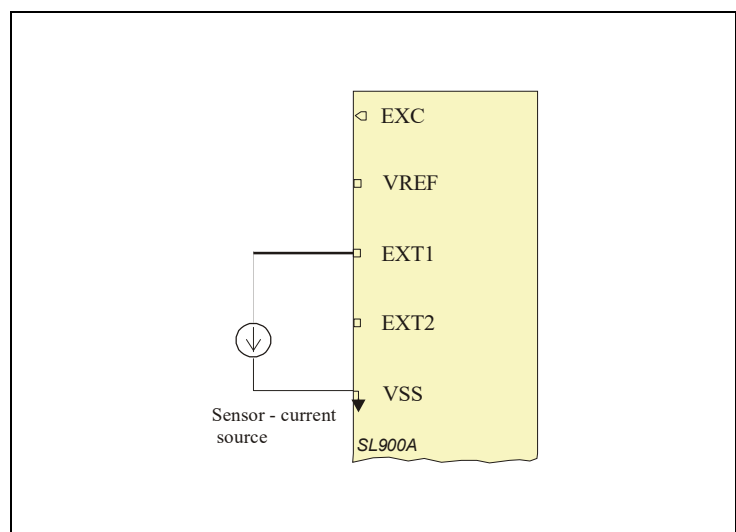 EXC
VREF
EXT1
EXT2
VSS
Sensor - current
source
SL900A